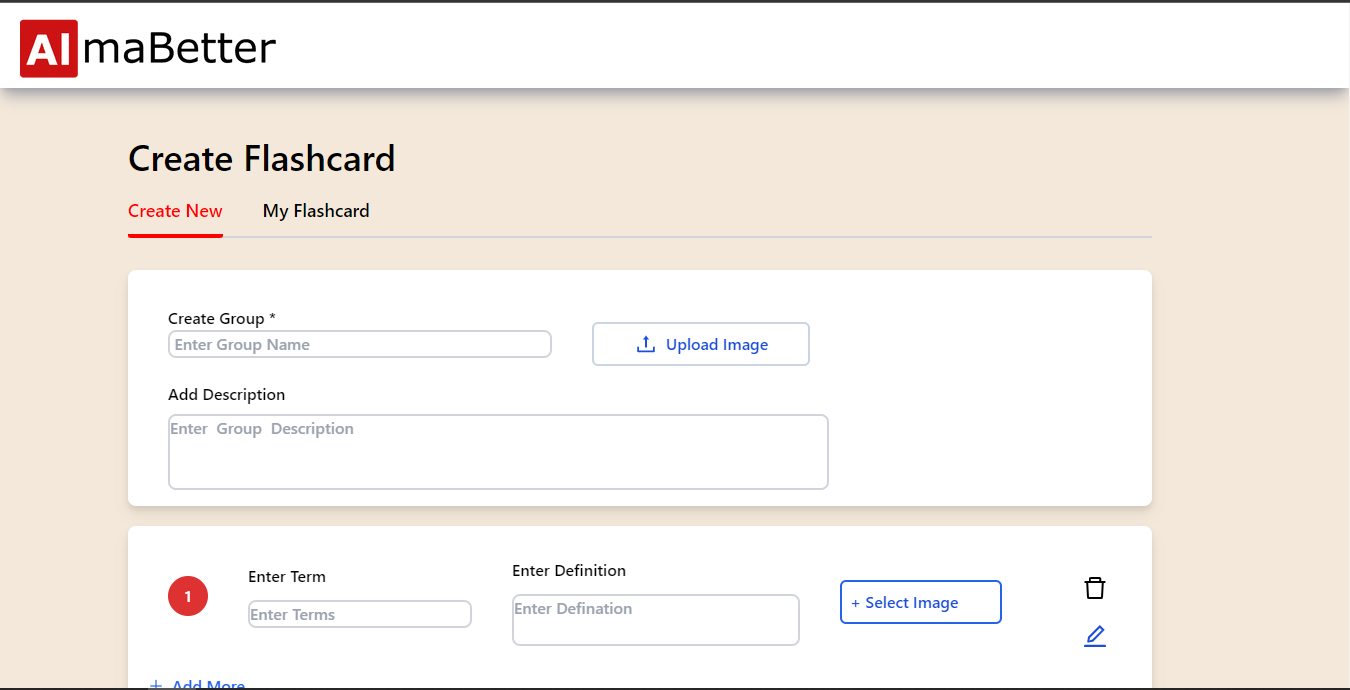 AlmaBetter
Create Flashcard
Create New My Flashcard
Create Group *
Enter Group Name
Upload Image
Add Description
Enter Group Description
1
Enter Term
Enter Terms
Enter Definition
Enter Defination
+ Select Image
+ Add More